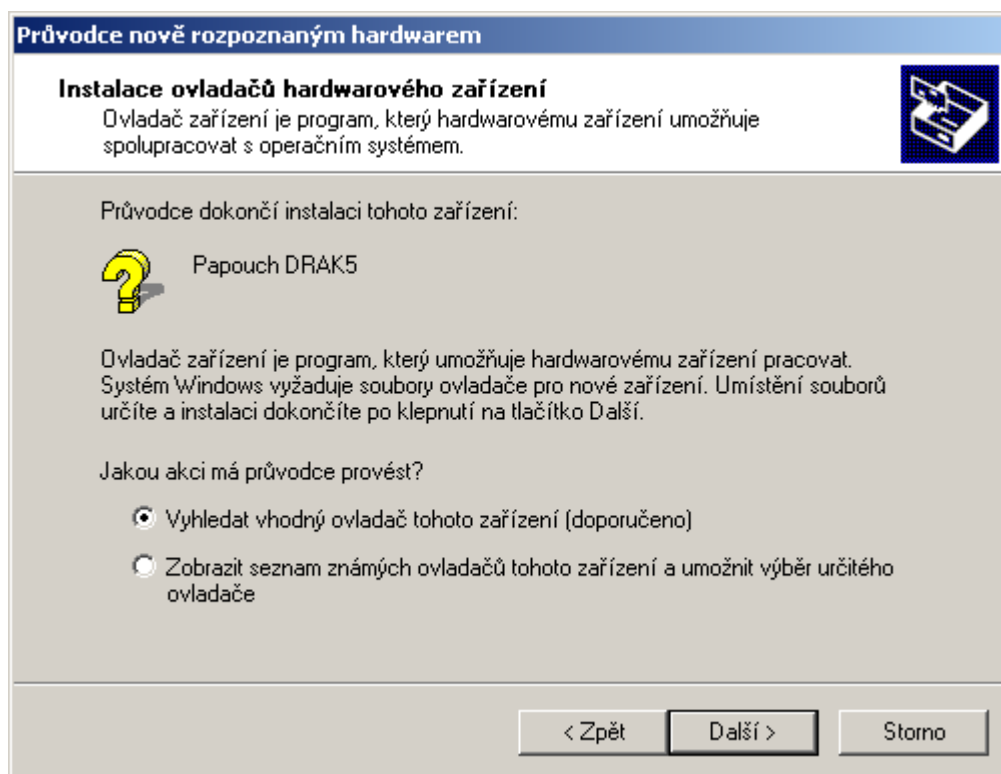 Průvodce nově rozpoznaným hardwarem
Instalace ovladačů hardwarového zařízení
Ovladač zařízení je program, který hardwarovému zařízení umožňuje
spolupracovat s operačním systémem.
Průvodce dokončí instalaci tohoto zařízení:
Papouch DRAK5
Ovladač zařízení je program, který umožňuje hardwarovému zařízení pracovat.
Systém Windows vyžaduje soubory ovladače pro nové zařízení. Umístění souborů
určíte a instalaci dokončíte po klepnutí na tlačítko Další.
Jakou akci má průvodce provést?
Vyhledat vhodný ovladač tohoto zařízení (doporučeno)
Zobrazit seznam známých ovladačů tohoto zařízení a umožnit výběr určitého
ovladače
< Zpět Další > Storno